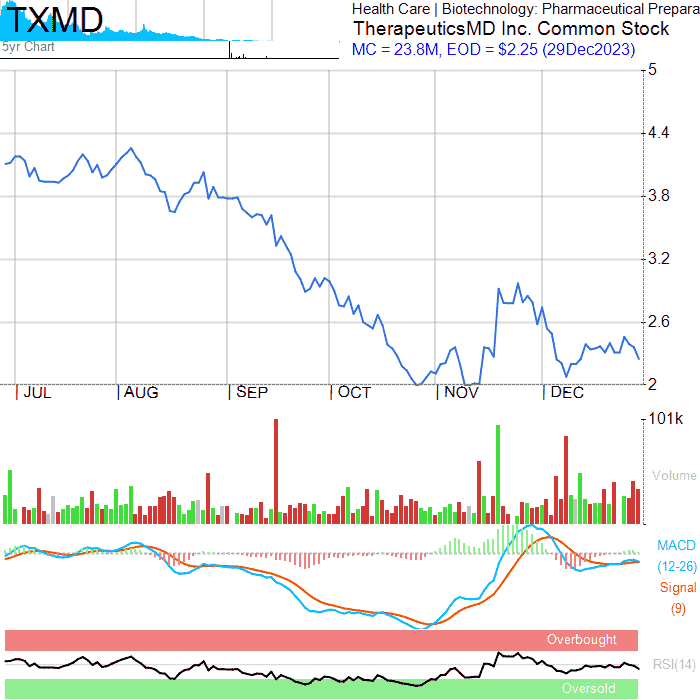 TXMD
Health Care | Biotechnology: Pharmaceutical Prepara
TherapeuticsMD Inc. Common Stock
5yr Chart
MC = 23.8M, EOD = $2.25 (29Dec2023)
5
4.4
3.8
3.2
2.6
2
JUL AUG SEP OCT NOV DEC
101k
Volume
MACD
(12-26)
Signal
(9)
Overbought
RSI(14)
Oversold